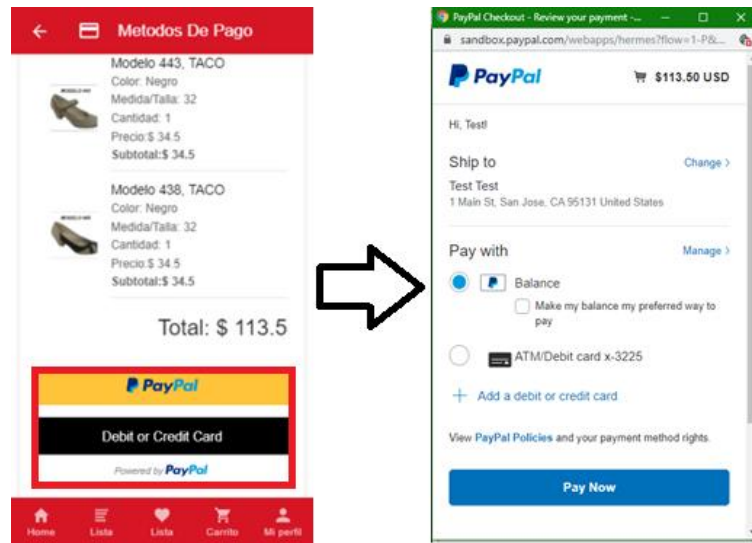 Metodos De Pago
Modelo 443, TACO
Color: Negro
Medida/Talla: 32
Cantidad: 1
Precio:$ 34.5
Subtotal:$ 34.5
Modelo 438, TACO
Color: Negro
Medida/Talla: 32
Cantidad: 1
Precio:$ 34.5
Subtotal:$ 34.5
Total: $ 113.5
PayPal
Debit or Credit Card
Powered by PayPal
Home Lista Lista Carrito Mi perfil
PayPal Checkout - Review your payment -...
sandbox.paypal.com/webapps/hermes?flow=1-P&...
PayPal $113.50 USD
Hi, Test!
Ship to Change >
Test Test
1 Main St, San Jose, CA 95131 United States
Pay with Manage >
Balance
Make my balance my preferred way to
pay
ATM/Debit card x-3225
+ Add a debit or credit card
View PayPal Policies and your payment method rights.
Pay Now